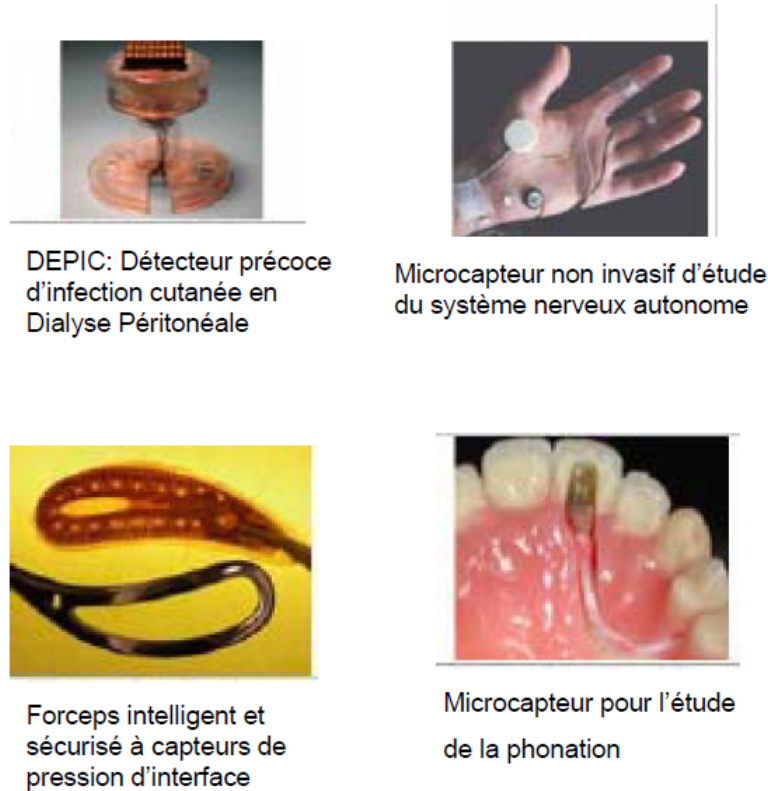 DEPIC: Détecteur précoce
d’infection cutanée en
Dialyse Péritonéale
Microcapteur non invasif d’étude
du système nerveux autonome
Forceps intelligent et
sécurisé à capteurs de
pression d’interface
Microcapteur pour l’étude
de la phonation